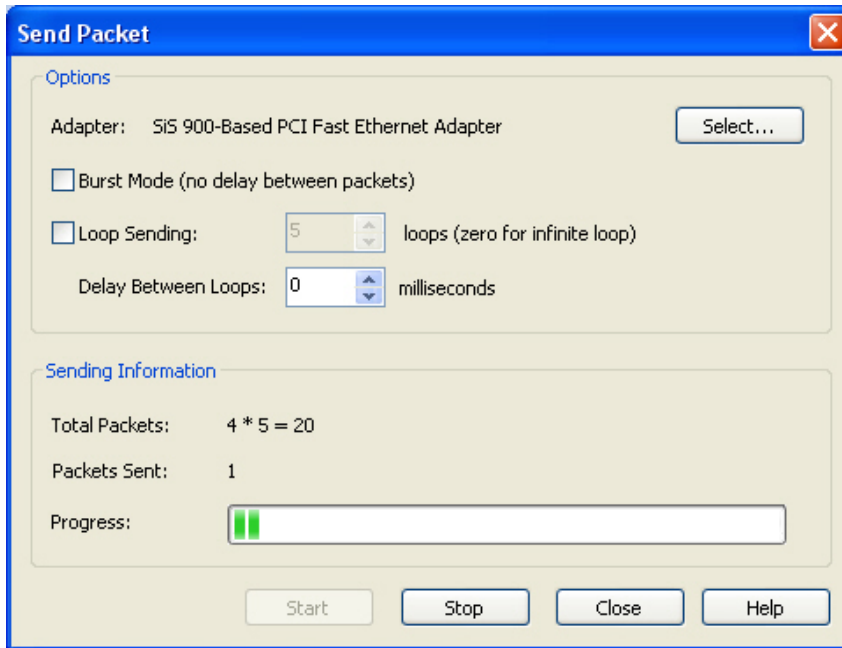 Send Packet
Options
Adapter: SiS 900-Based PCI Fast Ethernet Adapter Select...
Burst Mode (no delay between packets)
Loop Sending: 5 loops (zero for infinite loop)
Delay Between Loops: 0 milliseconds
Sending Information
Total Packets: 4 * 5 = 20
Packets Sent: 1
Progress:
Start Stop Close Help